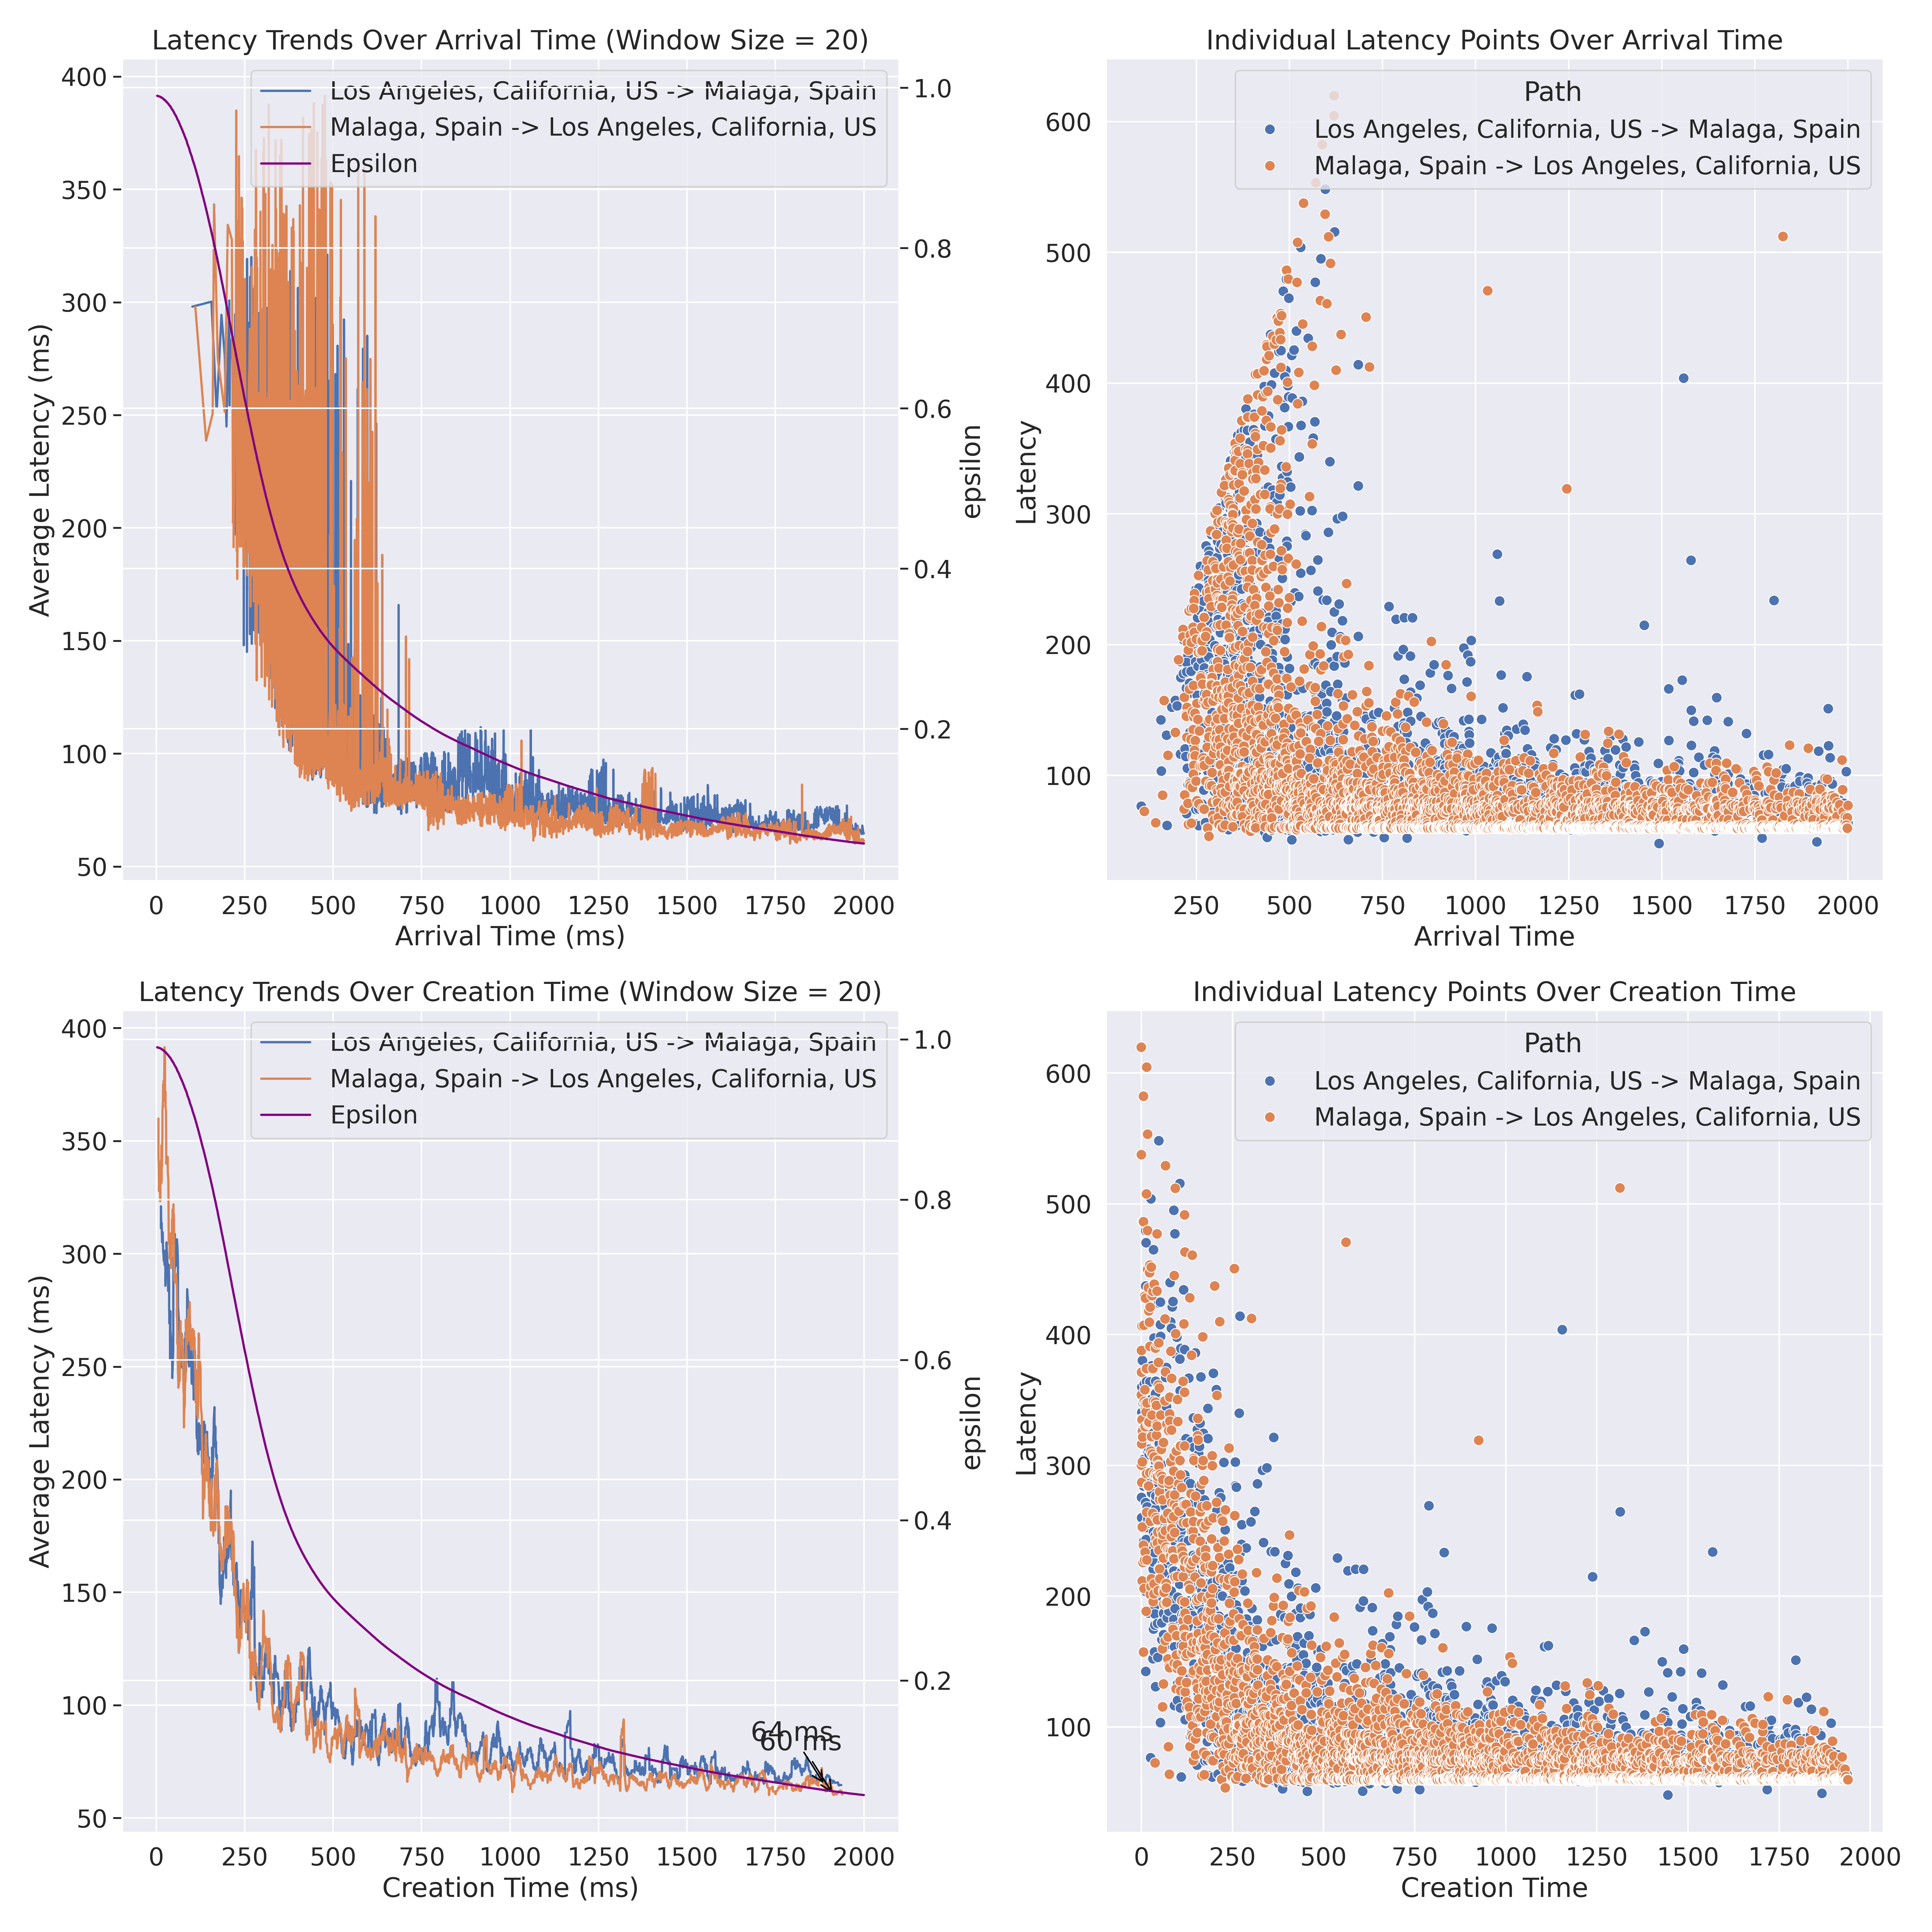 Latency Trends Over Arrival Time (Window Size = 20)
400
350
300
250
200
150
100
50
Average Latency (ms)
Los Angeles, California, US -> Malaga, Spain
Malaga, Spain -> Los Angeles, California, US
Epsilon
1.0
0.8
0.6
0.4
0.2
epsilon
0 250 500 750 1000 1250 1500 1750 2000
Arrival Time (ms)
Individual Latency Points Over Arrival Time
600
500
400
300
200
100
Latency
Path
Los Angeles, California, US -> Malaga, Spain
Malaga, Spain -> Los Angeles, California, US
250 500 750 1000 1250 1500 1750 2000
Arrival Time
Latency Trends Over Creation Time (Window Size = 20)
400
350
300
250
200
150
100
50
Average Latency (ms)
Los Angeles, California, US -> Malaga, Spain
Malaga, Spain -> Los Angeles, California, US
Epsilon
64 ms
60 ms
1.0
0.8
0.6
0.4
0.2
epsilon
0 250 500 750 1000 1250 1500 1750 2000
Creation Time (ms)
Individual Latency Points Over Creation Time
600
500
400
300
200
100
Latency
Path
Los Angeles, California, US -> Malaga, Spain
Malaga, Spain -> Los Angeles, California, US
0 250 500 750 1000 1250 1500 1750 2000
Creation Time